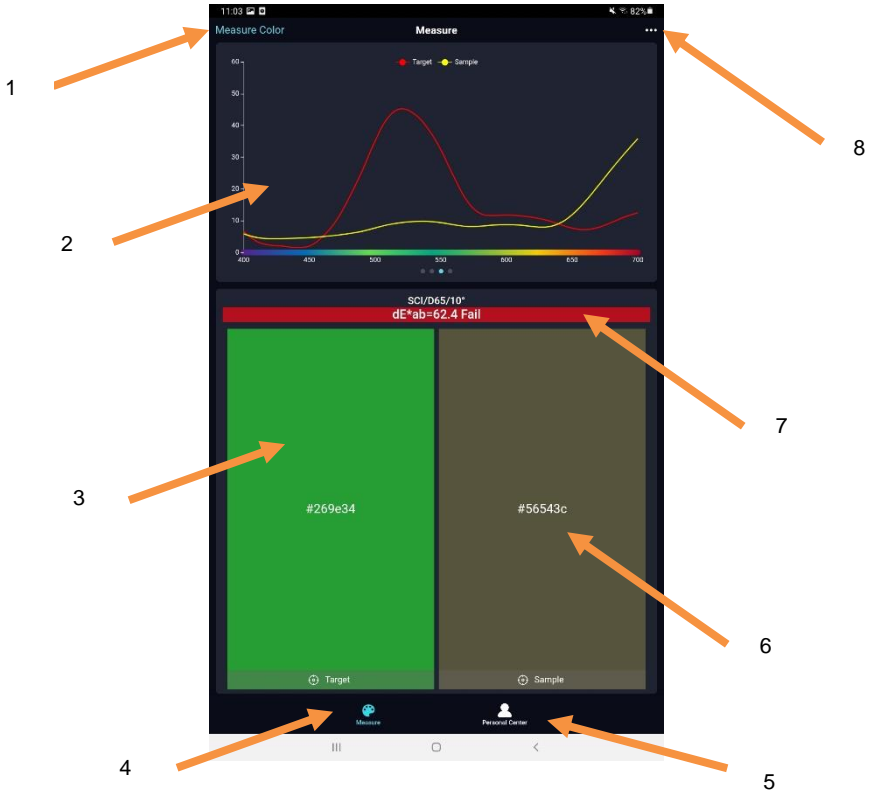 11:03 82%
Measure Color Measure
1
60
Target Sample
50
40
8
30
20
2
10
0
400 450 500 550 600 650 700
SCI/D65/10°
dE*ab=62.4 Fail
7
3
#269e34 #56543c
6
Target Sample
Measure Personal Center
4
5